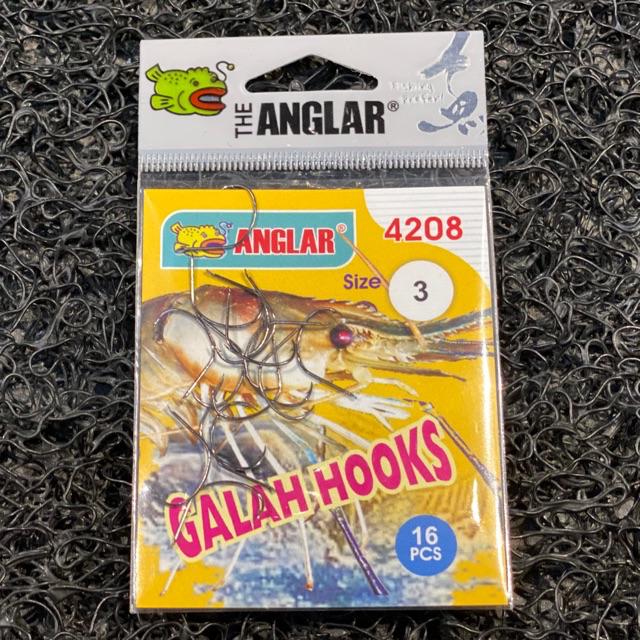 THE ANGLAR®
ANGLAR®
4208
Size 3
GALAH HOOKS
16
PCS